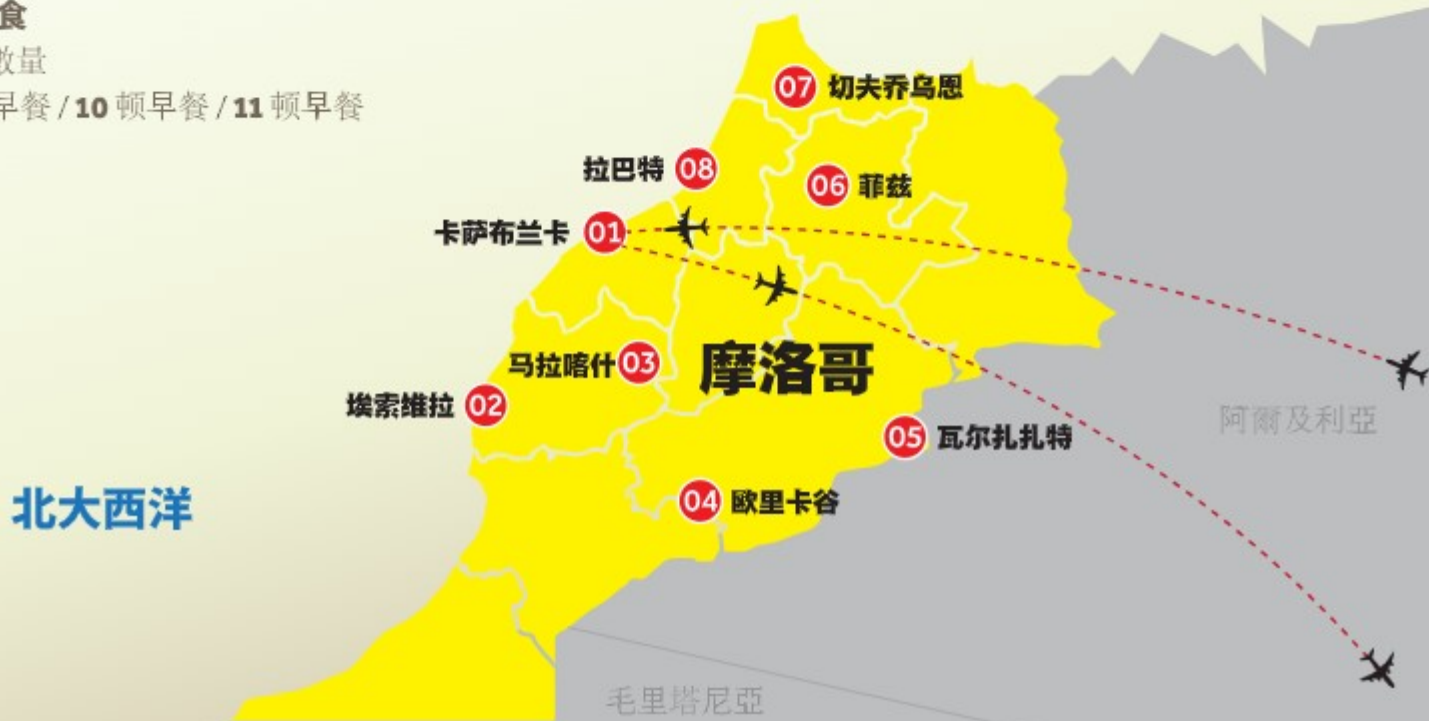 食
数量
早餐 / 10 顿早餐 / 11 顿早餐
07 切夫乔乌恩
拉巴特 08
06 菲兹
卡萨布兰卡 01
马拉喀什 03
摩洛哥
埃索维拉 02
阿爾及利亞
05 瓦尔扎扎特
04 欧里卡谷
北大西洋
毛里塔尼亞